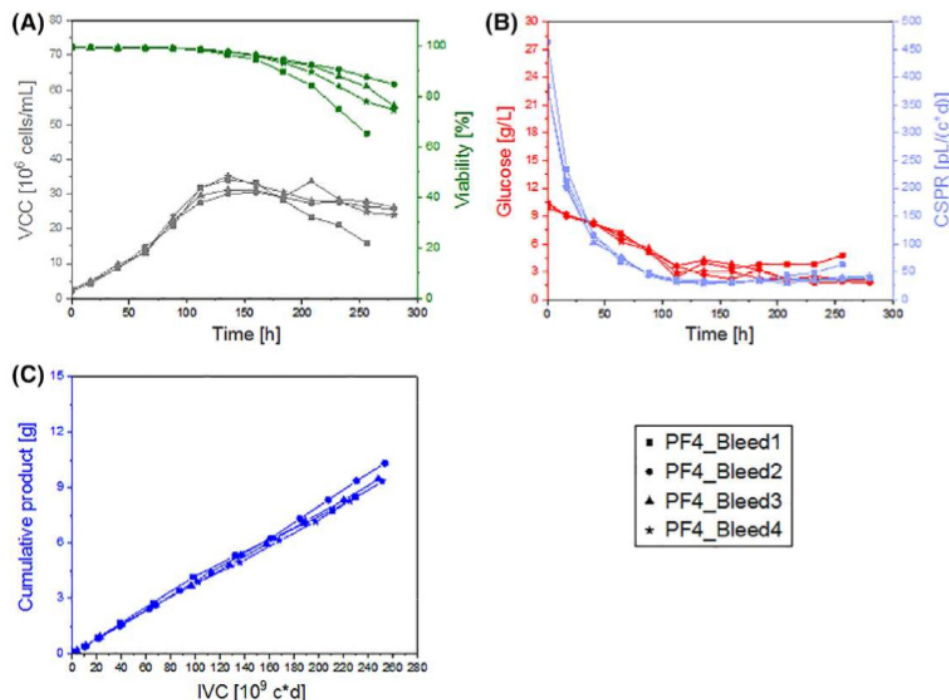 (A)
80
70
60
50
40
30
20
10
0
VCC [10⁶ cells/mL]
100
80
60
40
20
0
Viability [%]
0 50 100 150 200 250 300
Time [h]
(B)
30
27
24
21
18
15
12
9
6
3
0
Glucose [g/L]
500
450
400
350
300
250
200
150
100
50
0
CSPR [pL/(c*d)]
0 50 100 150 200 250 300
Time [h]
(C)
15
12
9
6
3
0
Cumulative product [g]
0 20 40 60 80 100 120 140 160 180 200 220 240 260 280
IVC [10⁹ c*d]
PF4_Bleed1
PF4_Bleed2
PF4_Bleed3
PF4_Bleed4